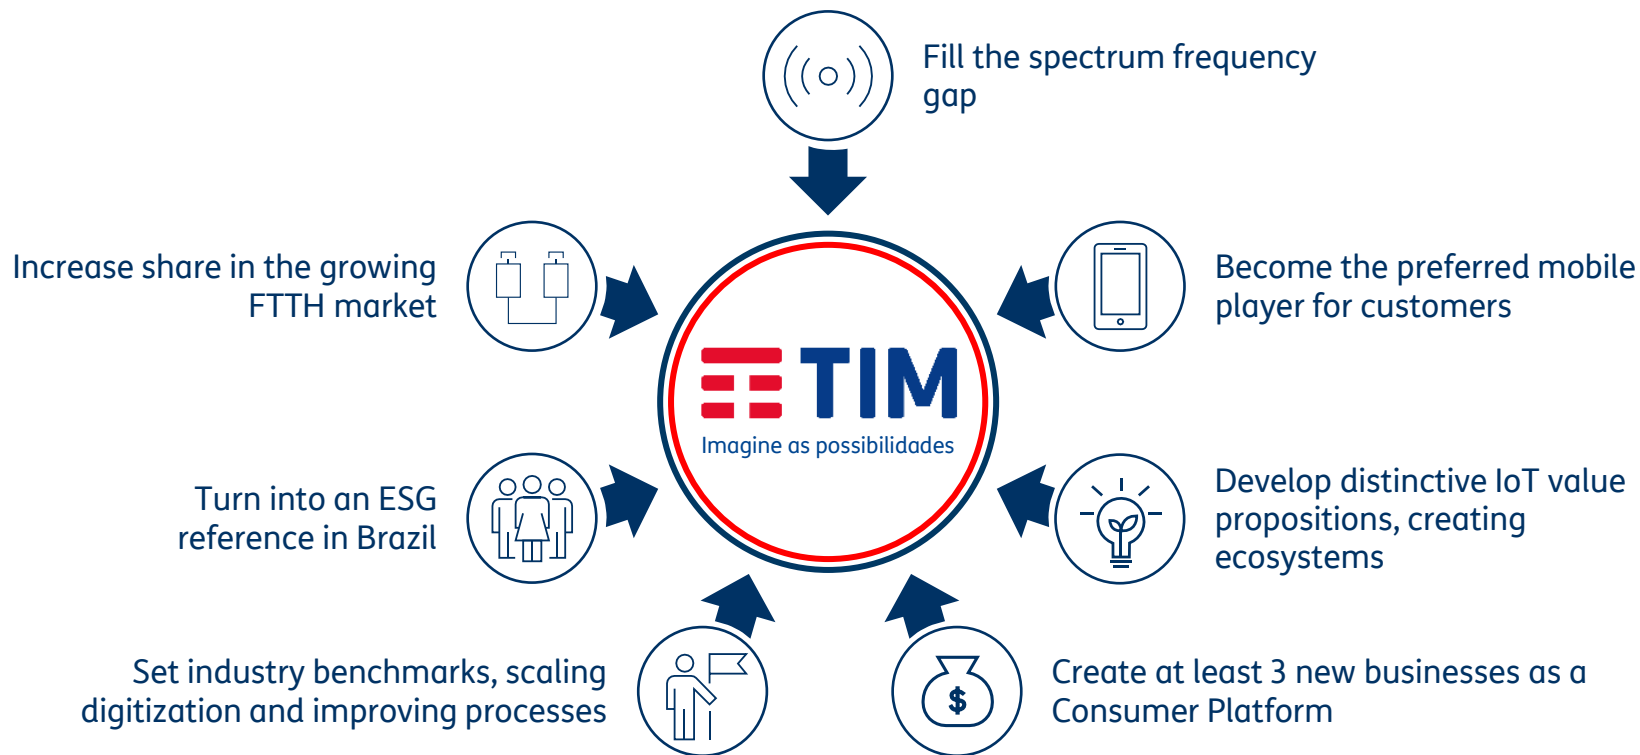 Fill the spectrum frequency
gap
Increase share in the growing
FTTH market
Become the preferred mobile
player for customers
TIM
Imagine as possibilidades
Turn into an ESG
reference in Brazil
Develop distinctive IoT value
propositions, creating
ecosystems
Set industry benchmarks, scaling
digitization and improving processes
$
Create at least 3 new businesses as a
Consumer Platform